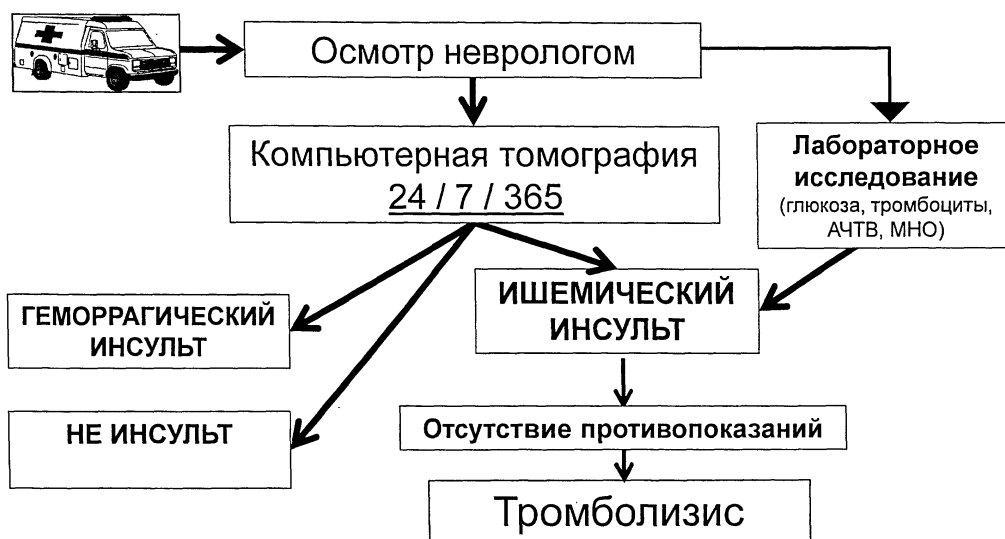 Осмотр неврологом
Компьютерная томография
24 / 7 / 365
Лабораторное
исследование
(глюкоза, тромбоциты,
АЧТВ, МНО)
ГЕМОРРАГИЧЕСКИЙ
ИНСУЛЬТ
ИШЕМИЧЕСКИЙ
ИНСУЛЬТ
НЕ ИНСУЛЬТ
Отсутствие противопоказаний
Тромболизис